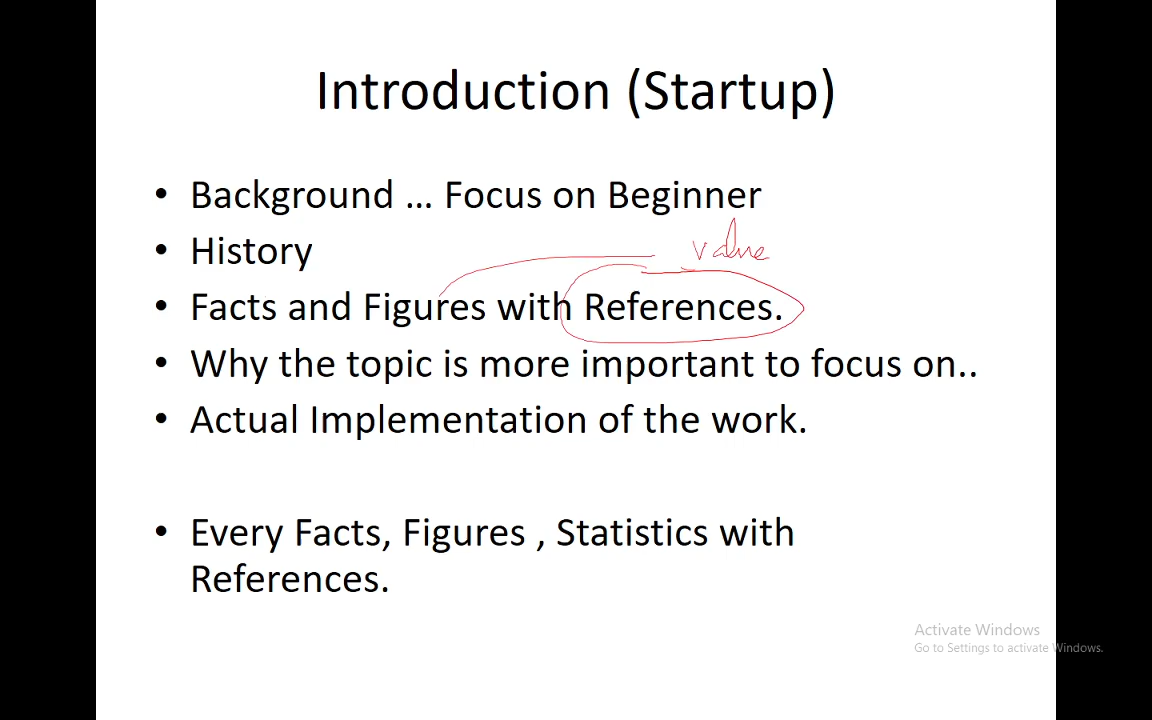 Introduction (Startup)
• Background ... Focus on Beginner
• History
value
• Facts and Figures with References.
• Why the topic is more important to focus on..
• Actual Implementation of the work.
• Every Facts, Figures , Statistics with
References.
Activate Windows
Go to Settings to activate Windows.